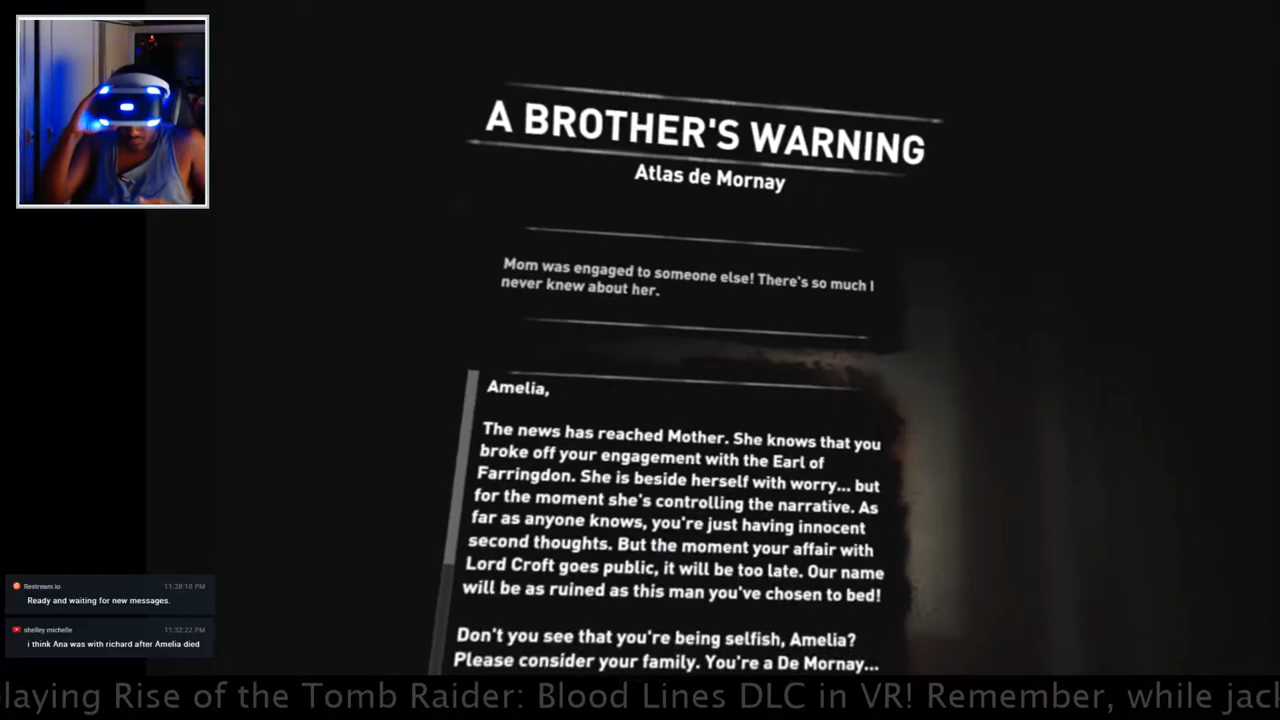 A BROTHER'S WARNING
Atlas de Mornay
Mom was engaged to someone else! There's so much I
never knew about her.
Amelia,
The news has reached Mother. She knows that you
broke off your engagement with the Earl of
Farringdon. She is beside herself with worry... but
for the moment she's controlling the narrative. As
far as anyone knows, you're just having innocent
second thoughts. But the moment your affair with
Lord Croft goes public, it will be too late. Our name
will be as ruined as this man you've chosen to bed!
Don't you see that you're being selfish, Amelia?
Please consider your family. You're a De Mornay...
Restream.io 11:28:10 PM
Ready and waiting for new messages.
shelley michelle 11:32:22 PM
i think Ana was with richard after Amelia died
playing Rise of the Tomb Raider: Blood Lines DLC in VR! Remember, while jac